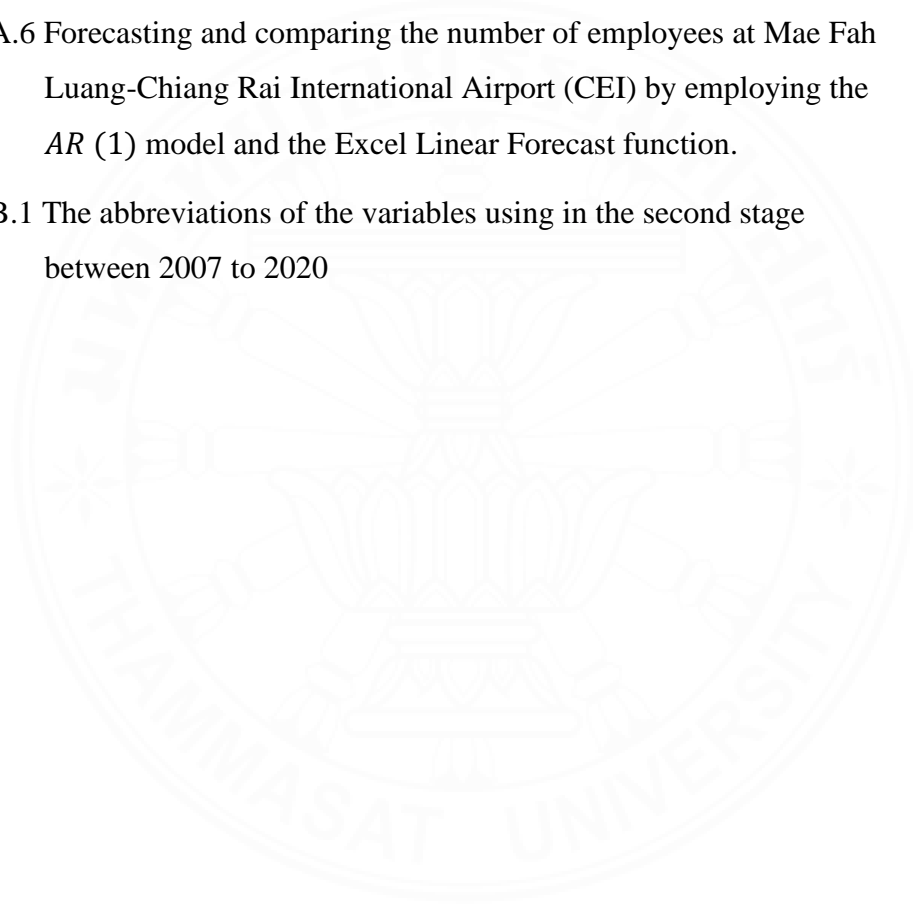 A.6 Forecasting and comparing the number of employees at Mae Fah
Luang-Chiang Rai International Airport (CEI) by employing the
AR (1) model and the Excel Linear Forecast function.
B.1 The abbreviations of the variables using in the second stage
between 2007 to 2020
THAMMASAT UNIVERSITY